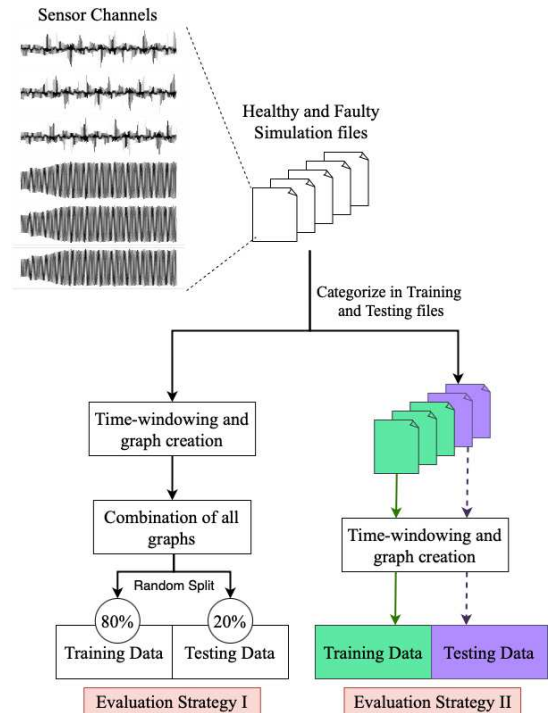 Sensor Channels
Healthy and Faulty
Simulation files
Categorize in Training
and Testing files
Time-windowing and
graph creation
Combination of all
graphs
Random Split
80%
20%
Training Data
Testing Data
Evaluation Strategy I
Time-windowing and
graph creation
Training Data
Testing Data
Evaluation Strategy II